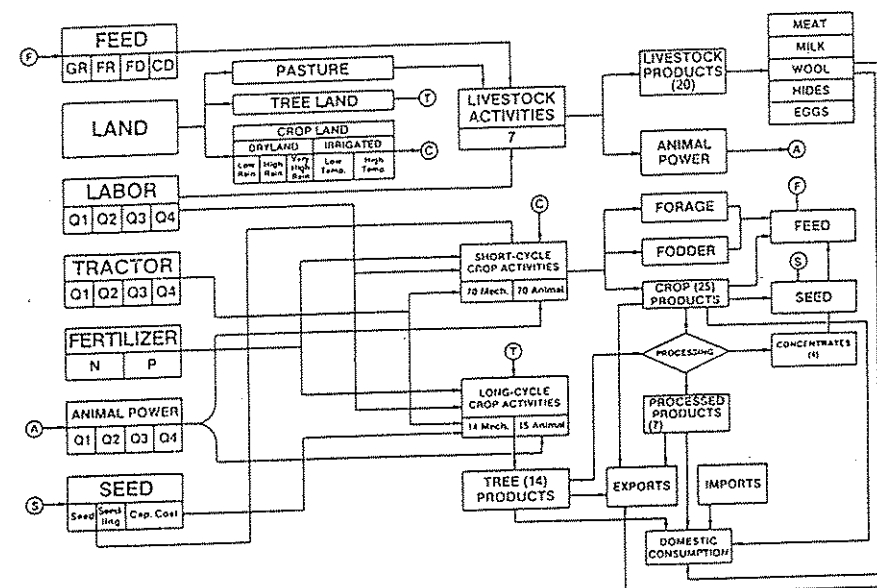 FEED
GR FR FD CD
F
LAND
PASTURE
TREE LAND
T
CROP LAND
DRYLAND IRRIGATED
Low Rain High Rain Very High Rain Low Temp. High Temp.
C
LABOR
Q1 Q2 Q3 Q4
TRACTOR
Q1 Q2 Q3 Q4
FERTILIZER
N P
A
ANIMAL POWER
Q1 Q2 Q3 Q4
S
SEED
Seed Cap. Cost
LIVESTOCK
ACTIVITIES
7
C
SHORT-CYCLE
CROP ACTIVITIES
70 Mech. 70 Animal
T
LONG-CYCLE
CROP ACTIVITIES
14 Mech. 15 Animal
TREE (14)
PRODUCTS
LIVESTOCK
PRODUCTS
(20)
MEAT
MILK
WOOL
HIDES
EGGS
ANIMAL
POWER
A
FORAGE
FODDER
CROP (25)
PRODUCTS
F
FEED
S
SEED
PROCESSING
CONCENTRATES
(4)
PROCESSED
PRODUCTS
(7)
EXPORTS
IMPORTS
DOMESTIC
CONSUMPTION